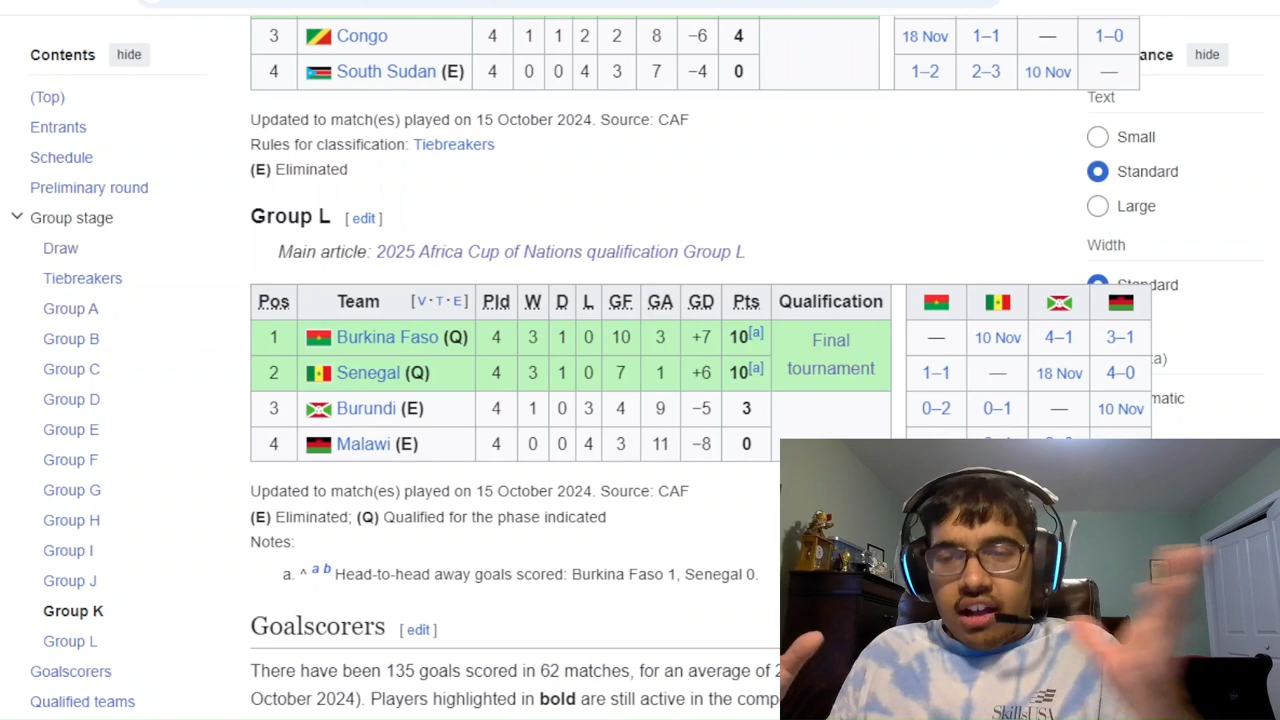 Contents hide
(Top)
Entrants
Schedule
Preliminary round
Group stage
Draw
Tiebreakers
Group A
Group B
Group C
Group D
Group E
Group F
Group G
Group H
Group I
Group J
Group K
Group L
Goalscorers
Qualified teams
3 Congo 4 1 1 2 2 8 −6 4 18 Nov 1–1 — 1–0
4 South Sudan (E) 4 0 0 4 3 7 −4 0 1–2 2–3 10 Nov —
Updated to match(es) played on 15 October 2024. Source: CAF
Rules for classification: Tiebreakers
(E) Eliminated
Group L [ edit ]
Main article: 2025 Africa Cup of Nations qualification Group L
Pos Team [ V · T · E ] Pld W D L GF GA GD Pts Qualification
1 Burkina Faso (Q) 4 3 1 0 10 3 +7 10[a] Final tournament — 10 Nov 4–1 3–1
2 Senegal (Q) 4 3 1 0 7 1 +6 10[a] 1–1 — 18 Nov 4–0
3 Burundi (E) 4 1 0 3 4 9 −5 3 0–2 0–1 — 10 Nov
4 Malawi (E) 4 0 0 4 3 11 −8 0
Updated to match(es) played on 15 October 2024. Source: CAF
(E) Eliminated; (Q) Qualified for the phase indicated
Notes:
a. ^ a b Head-to-head away goals scored: Burkina Faso 1, Senegal 0.
Goalscorers [ edit ]
There have been 135 goals scored in 62 matches, for an average of
October 2024). Players highlighted in bold are still active in the
ance hide
Text
Small
Standard
Large
Width
Standard
SkillsUSA